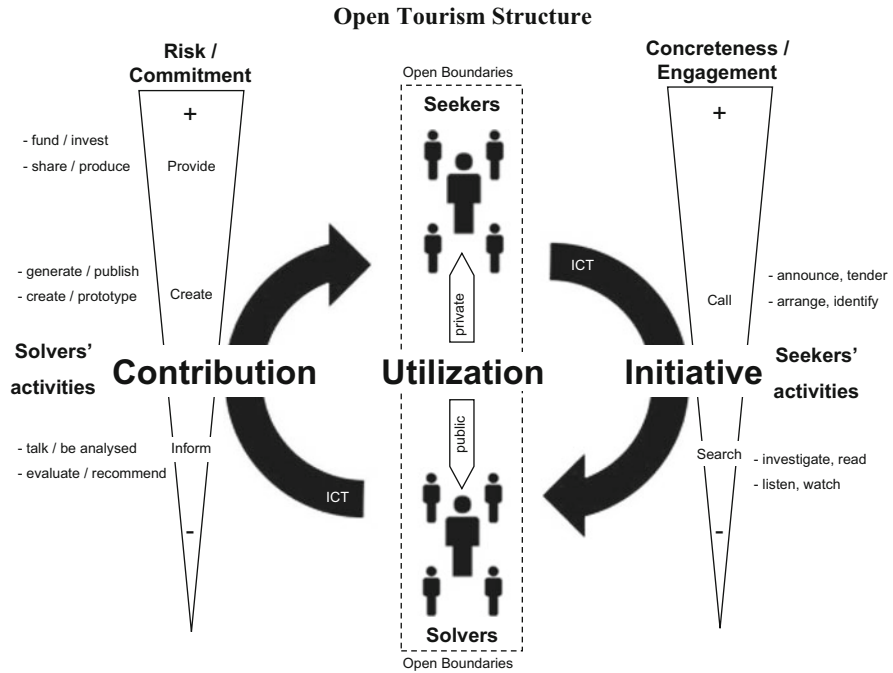 Open Tourism Structure
Risk /
Commitment
+
- fund / invest
- share / produce
Provide
- generate / publish
- create / prototype
Create
Solvers'
activities
Contribution
- talk / be analysed
- evaluate / recommend
Inform
-
ICT
Open Boundaries
Seekers
private
Utilization
public
Solvers
Open Boundaries
Concreteness /
Engagement
+
ICT
Call
- announce, tender
- arrange, identify
Initiative
Seekers'
activities
Search
- investigate, read
- listen, watch
-